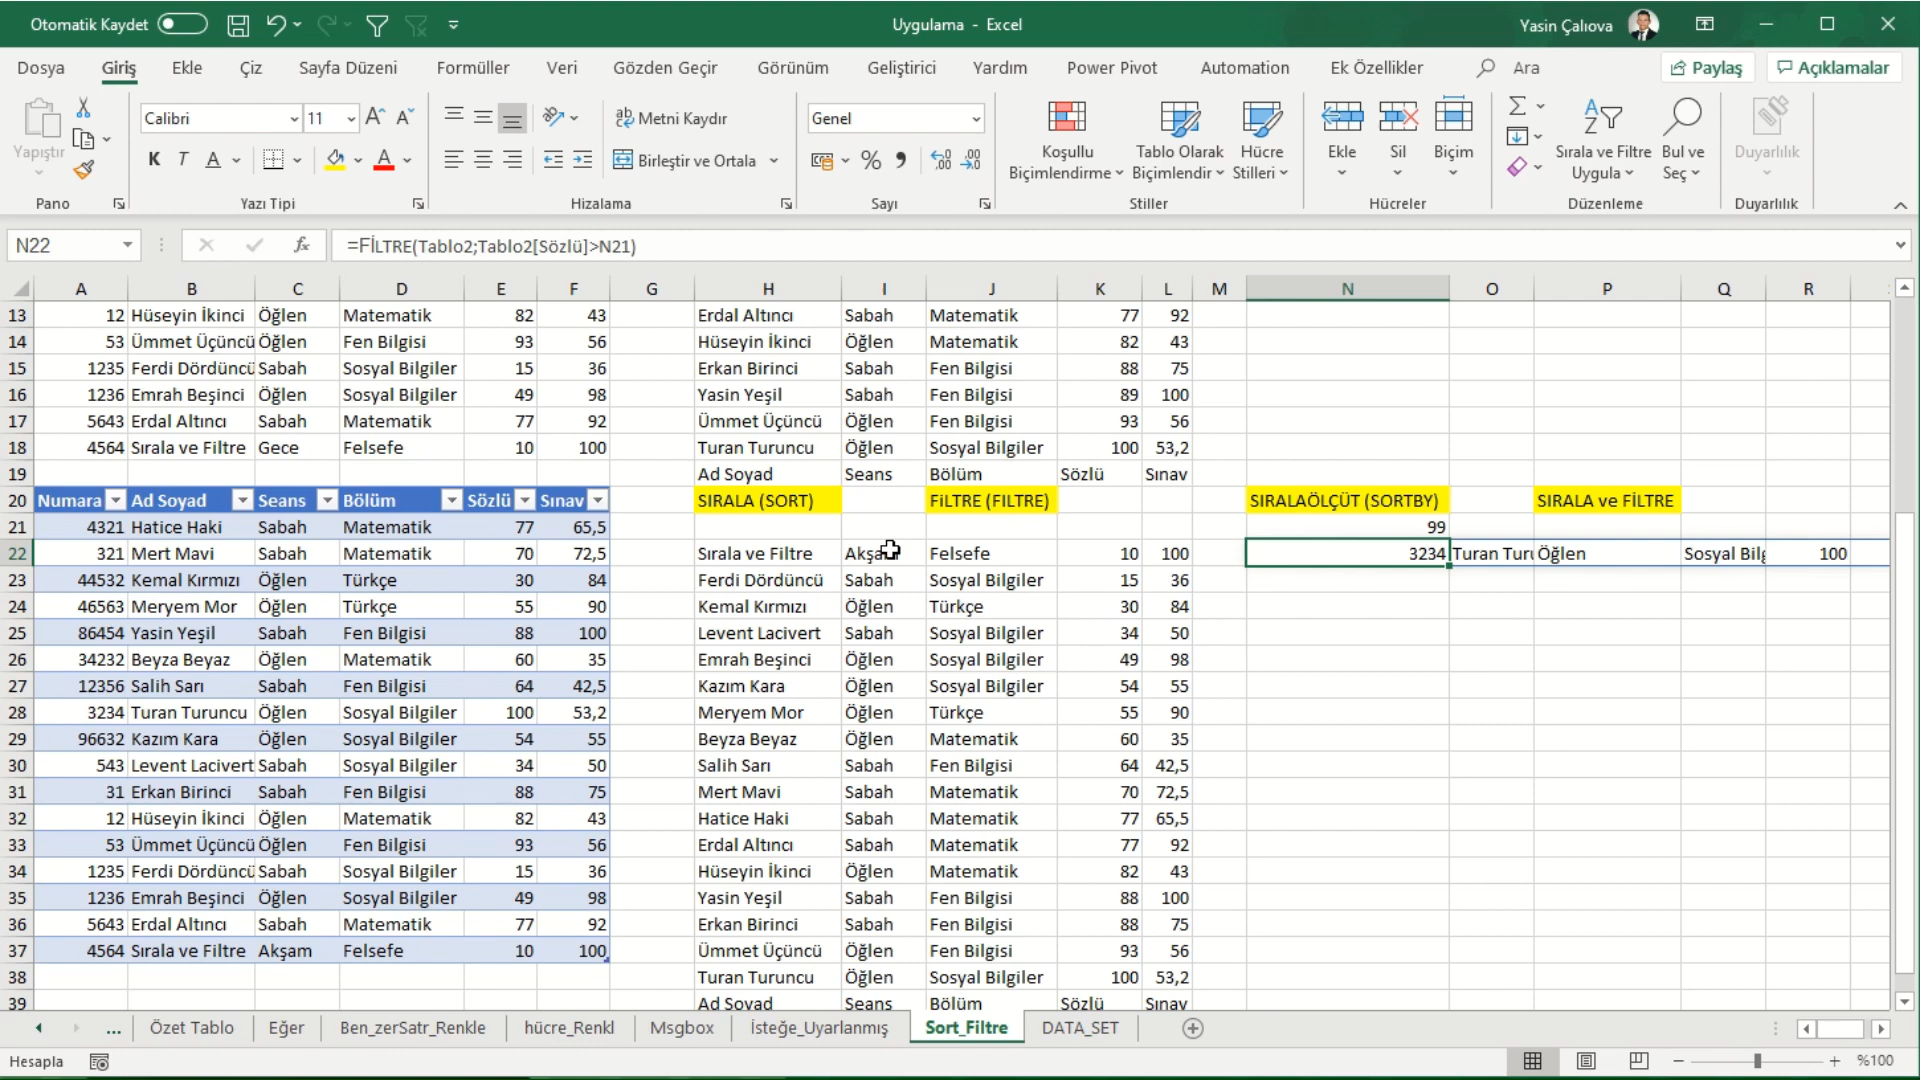 Otomatik Kaydet
Uygulama - Excel
Yasin Çalıova
Dosya Giriş Ekle Çiz Sayfa Düzeni Formüller Veri Gözden Geçir Görünüm Geliştirici Yardım Power Pivot Automation Ek Özellikler Ara Paylaş Açıklamalar
Calibri 11 Metni Kaydır Genel
Yapıştır K T A A Birleştir ve Ortala % Koşullu Biçimlendirme Tablo Olarak Biçimlendir Hücre Stilleri Ekle Sil Biçim Sırala ve Filtre Uygula Bul ve Seç Duyarlılık
Pano Yazı Tipi Hizalama Sayı Stiller Hücreler Düzenleme Duyarlılık
N22 fx =FİLTRE(Tablo2;Tablo2[Sözlü]>N21)
A B C D E F G H I J K L M N O P Q R
13 12 Hüseyin İkinci Öğlen Matematik 82 43 Erdal Altıncı Sabah Matematik 77 92
14 53 Ümmet Üçüncü Öğlen Fen Bilgisi 93 56 Hüseyin İkinci Öğlen Matematik 82 43
15 1235 Ferdi Dördüncü Sabah Sosyal Bilgiler 15 36 Erkan Birinci Sabah Fen Bilgisi 88 75
16 1236 Emrah Beşinci Öğlen Sosyal Bilgiler 49 98 Yasin Yeşil Sabah Fen Bilgisi 89 100
17 5643 Erdal Altıncı Sabah Matematik 77 92 Ümmet Üçüncü Öğlen Fen Bilgisi 93 56
18 4564 Sırala ve Filtre Gece Felsefe 10 100 Turan Turuncu Öğlen Sosyal Bilgiler 100 53,2
19 Ad Soyad Seans Bölüm Sözlü Sınav
20 Numara Ad Soyad Seans Bölüm Sözlü Sınav SIRALA (SORT) FİLTRE (FILTRE) SIRALAÖLÇÜT (SORTBY) SIRALA ve FİLTRE
21 4321 Hatice Haki Sabah Matematik 77 65,5 99
22 321 Mert Mavi Sabah Matematik 70 72,5 Sırala ve Filtre Felsefe 10 100 3234 Turan Turu Öğlen Sosyal Bilg 100
23 44532 Kemal Kırmızı Öğlen Türkçe 30 84 Ferdi Dördüncü Sabah Sosyal Bilgiler 15 36
24 46563 Meryem Mor Öğlen Türkçe 55 90 Kemal Kırmızı Öğlen Türkçe 30 84
25 86454 Yasin Yeşil Sabah Fen Bilgisi 88 100 Levent Lacivert Sabah Sosyal Bilgiler 34 50
26 34232 Beyza Beyaz Öğlen Matematik 60 35 Emrah Beşinci Öğlen Sosyal Bilgiler 49 98
27 12356 Salih Sarı Sabah Fen Bilgisi 64 42,5 Kazım Kara Öğlen Sosyal Bilgiler 54 55
28 3234 Turan Turuncu Öğlen Sosyal Bilgiler 100 53,2 Meryem Mor Öğlen Türkçe 55 90
29 96632 Kazım Kara Öğlen Sosyal Bilgiler 54 55 Beyza Beyaz Öğlen Matematik 60 35
30 543 Levent Lacivert Sabah Sosyal Bilgiler 34 50 Salih Sarı Sabah Fen Bilgisi 64 42,5
31 31 Erkan Birinci Sabah Fen Bilgisi 88 75 Mert Mavi Sabah Matematik 70 72,5
32 12 Hüseyin İkinci Öğlen Matematik 82 43 Hatice Haki Sabah Matematik 77 65,5
33 53 Ümmet Üçüncü Öğlen Fen Bilgisi 93 56 Erdal Altıncı Sabah Matematik 77 92
34 1235 Ferdi Dördüncü Sabah Sosyal Bilgiler 15 36 Hüseyin İkinci Öğlen Matematik 82 43
35 1236 Emrah Beşinci Öğlen Sosyal Bilgiler 49 98 Yasin Yeşil Sabah Fen Bilgisi 88 100
36 5643 Erdal Altıncı Sabah Matematik 77 92 Erkan Birinci Sabah Fen Bilgisi 88 75
37 4564 Sırala ve Filtre Akşam Felsefe 10 100 Ümmet Üçüncü Öğlen Fen Bilgisi 93 56
38 Turan Turuncu Öğlen Sosyal Bilgiler 100 53,2
39 Ad Soyad Seans Bölüm Sözlü Sınav
... Özet Tablo Eğer Ben_zerSatr_Renkle hücre_Renkl Msgbox İsteğe_Uyarlanmış Sort_Filtre DATA_SET
Hesapla %100